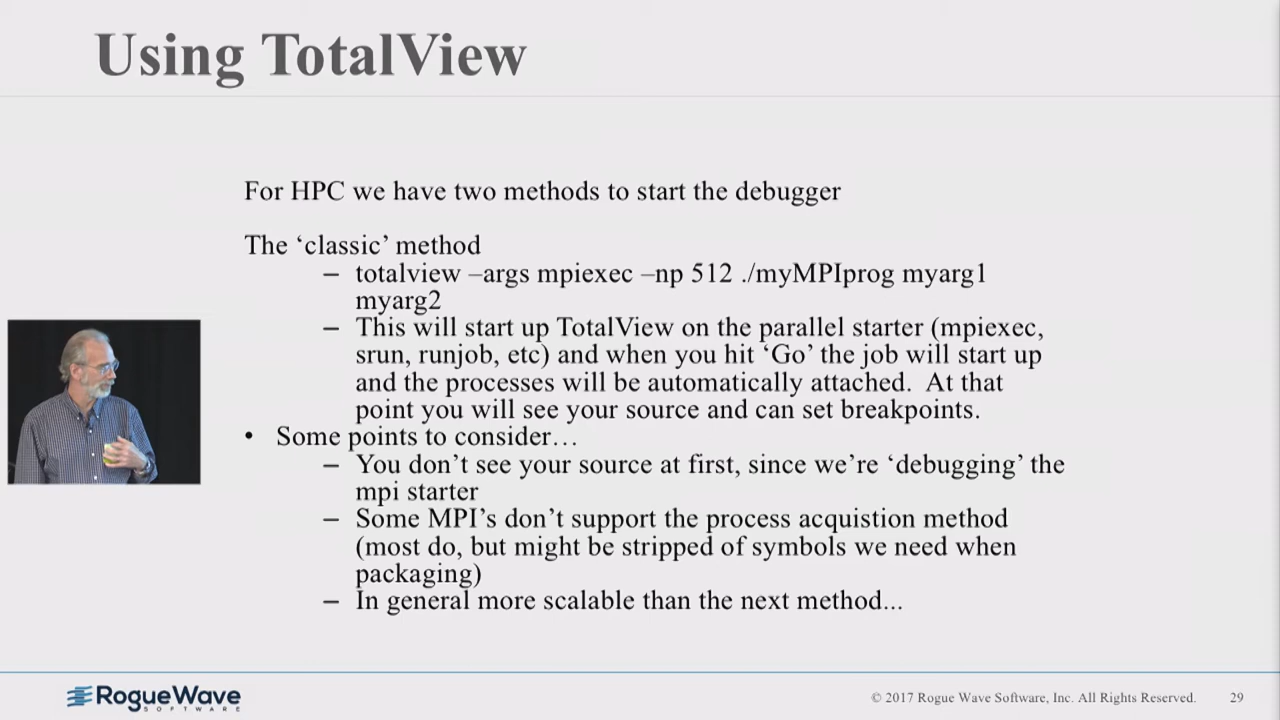 Using TotalView
For HPC we have two methods to start the debugger
The ‘classic’ method
– totalview –args mpiexec –np 512 ./myMPIprog myarg1
myarg2
– This will start up TotalView on the parallel starter (mpiexec,
srun, runjob, etc) and when you hit ‘Go’ the job will start up
and the processes will be automatically attached.  At that
point you will see your source and can set breakpoints.
• Some points to consider…
– You don’t see your source at first, since we’re ‘debugging’ the
mpi starter
– Some MPI’s don’t support the process acquistion method
(most do, but might be stripped of symbols we need when
packaging)
– In general more scalable than the next method...
RogueWave
SOFTWARE
© 2017 Rogue Wave Software, Inc. All Rights Reserved. 29